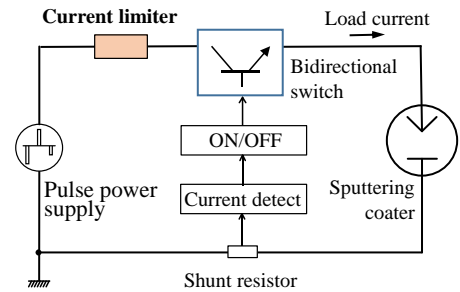 Current limiter
Load current
Bidirectional
switch
ON/OFF
Pulse power
supply
Current detect
Sputtering
coater
Shunt resistor